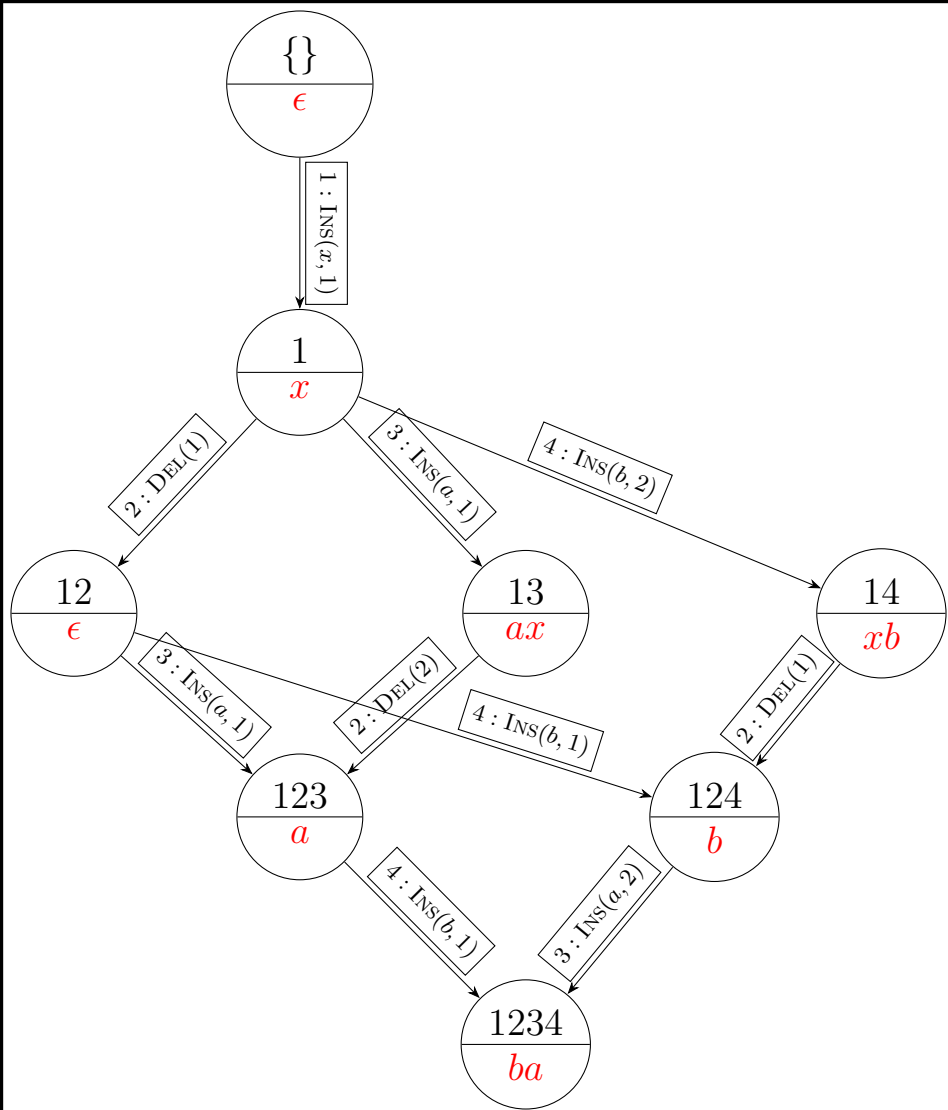 {}
ϵ
1 : INS(x, 1)
1
x
2 : DEL(1)
3 : INS(a, 1)
4 : INS(b, 2)
12
ϵ
13
ax
14
xb
3 : INS(a, 1)
2 : DEL(2)
4 : INS(b, 1)
2 : DEL(1)
123
a
124
b
4 : INS(b, 1)
3 : INS(a, 2)
1234
ba